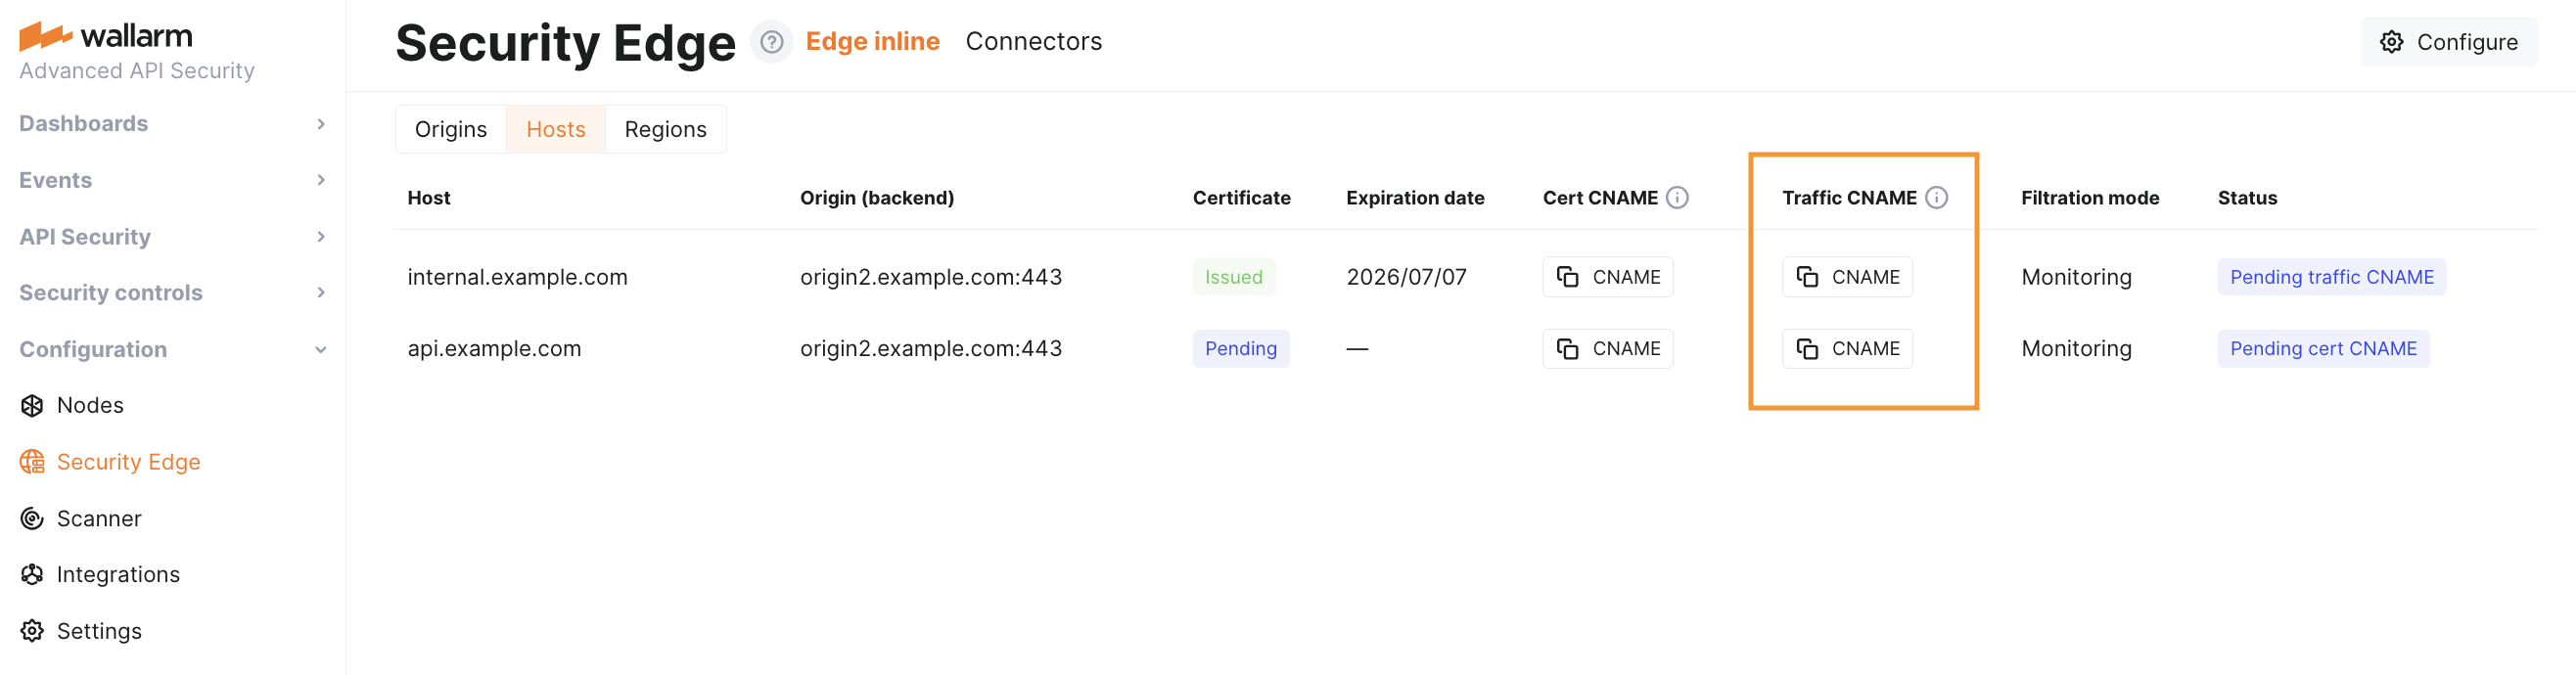 wallarm
Advanced API Security
Dashboards
Events
API Security
Security controls
Configuration
Nodes
Security Edge
Scanner
Integrations
Settings
Security Edge Edge inline Connectors Configure
Origins Hosts Regions
Host Origin (backend) Certificate Expiration date Cert CNAME Traffic CNAME Filtration mode Status
internal.example.com origin2.example.com:443 Issued 2026/07/07 CNAME CNAME Monitoring Pending traffic CNAME
api.example.com origin2.example.com:443 Pending — CNAME CNAME Monitoring Pending cert CNAME